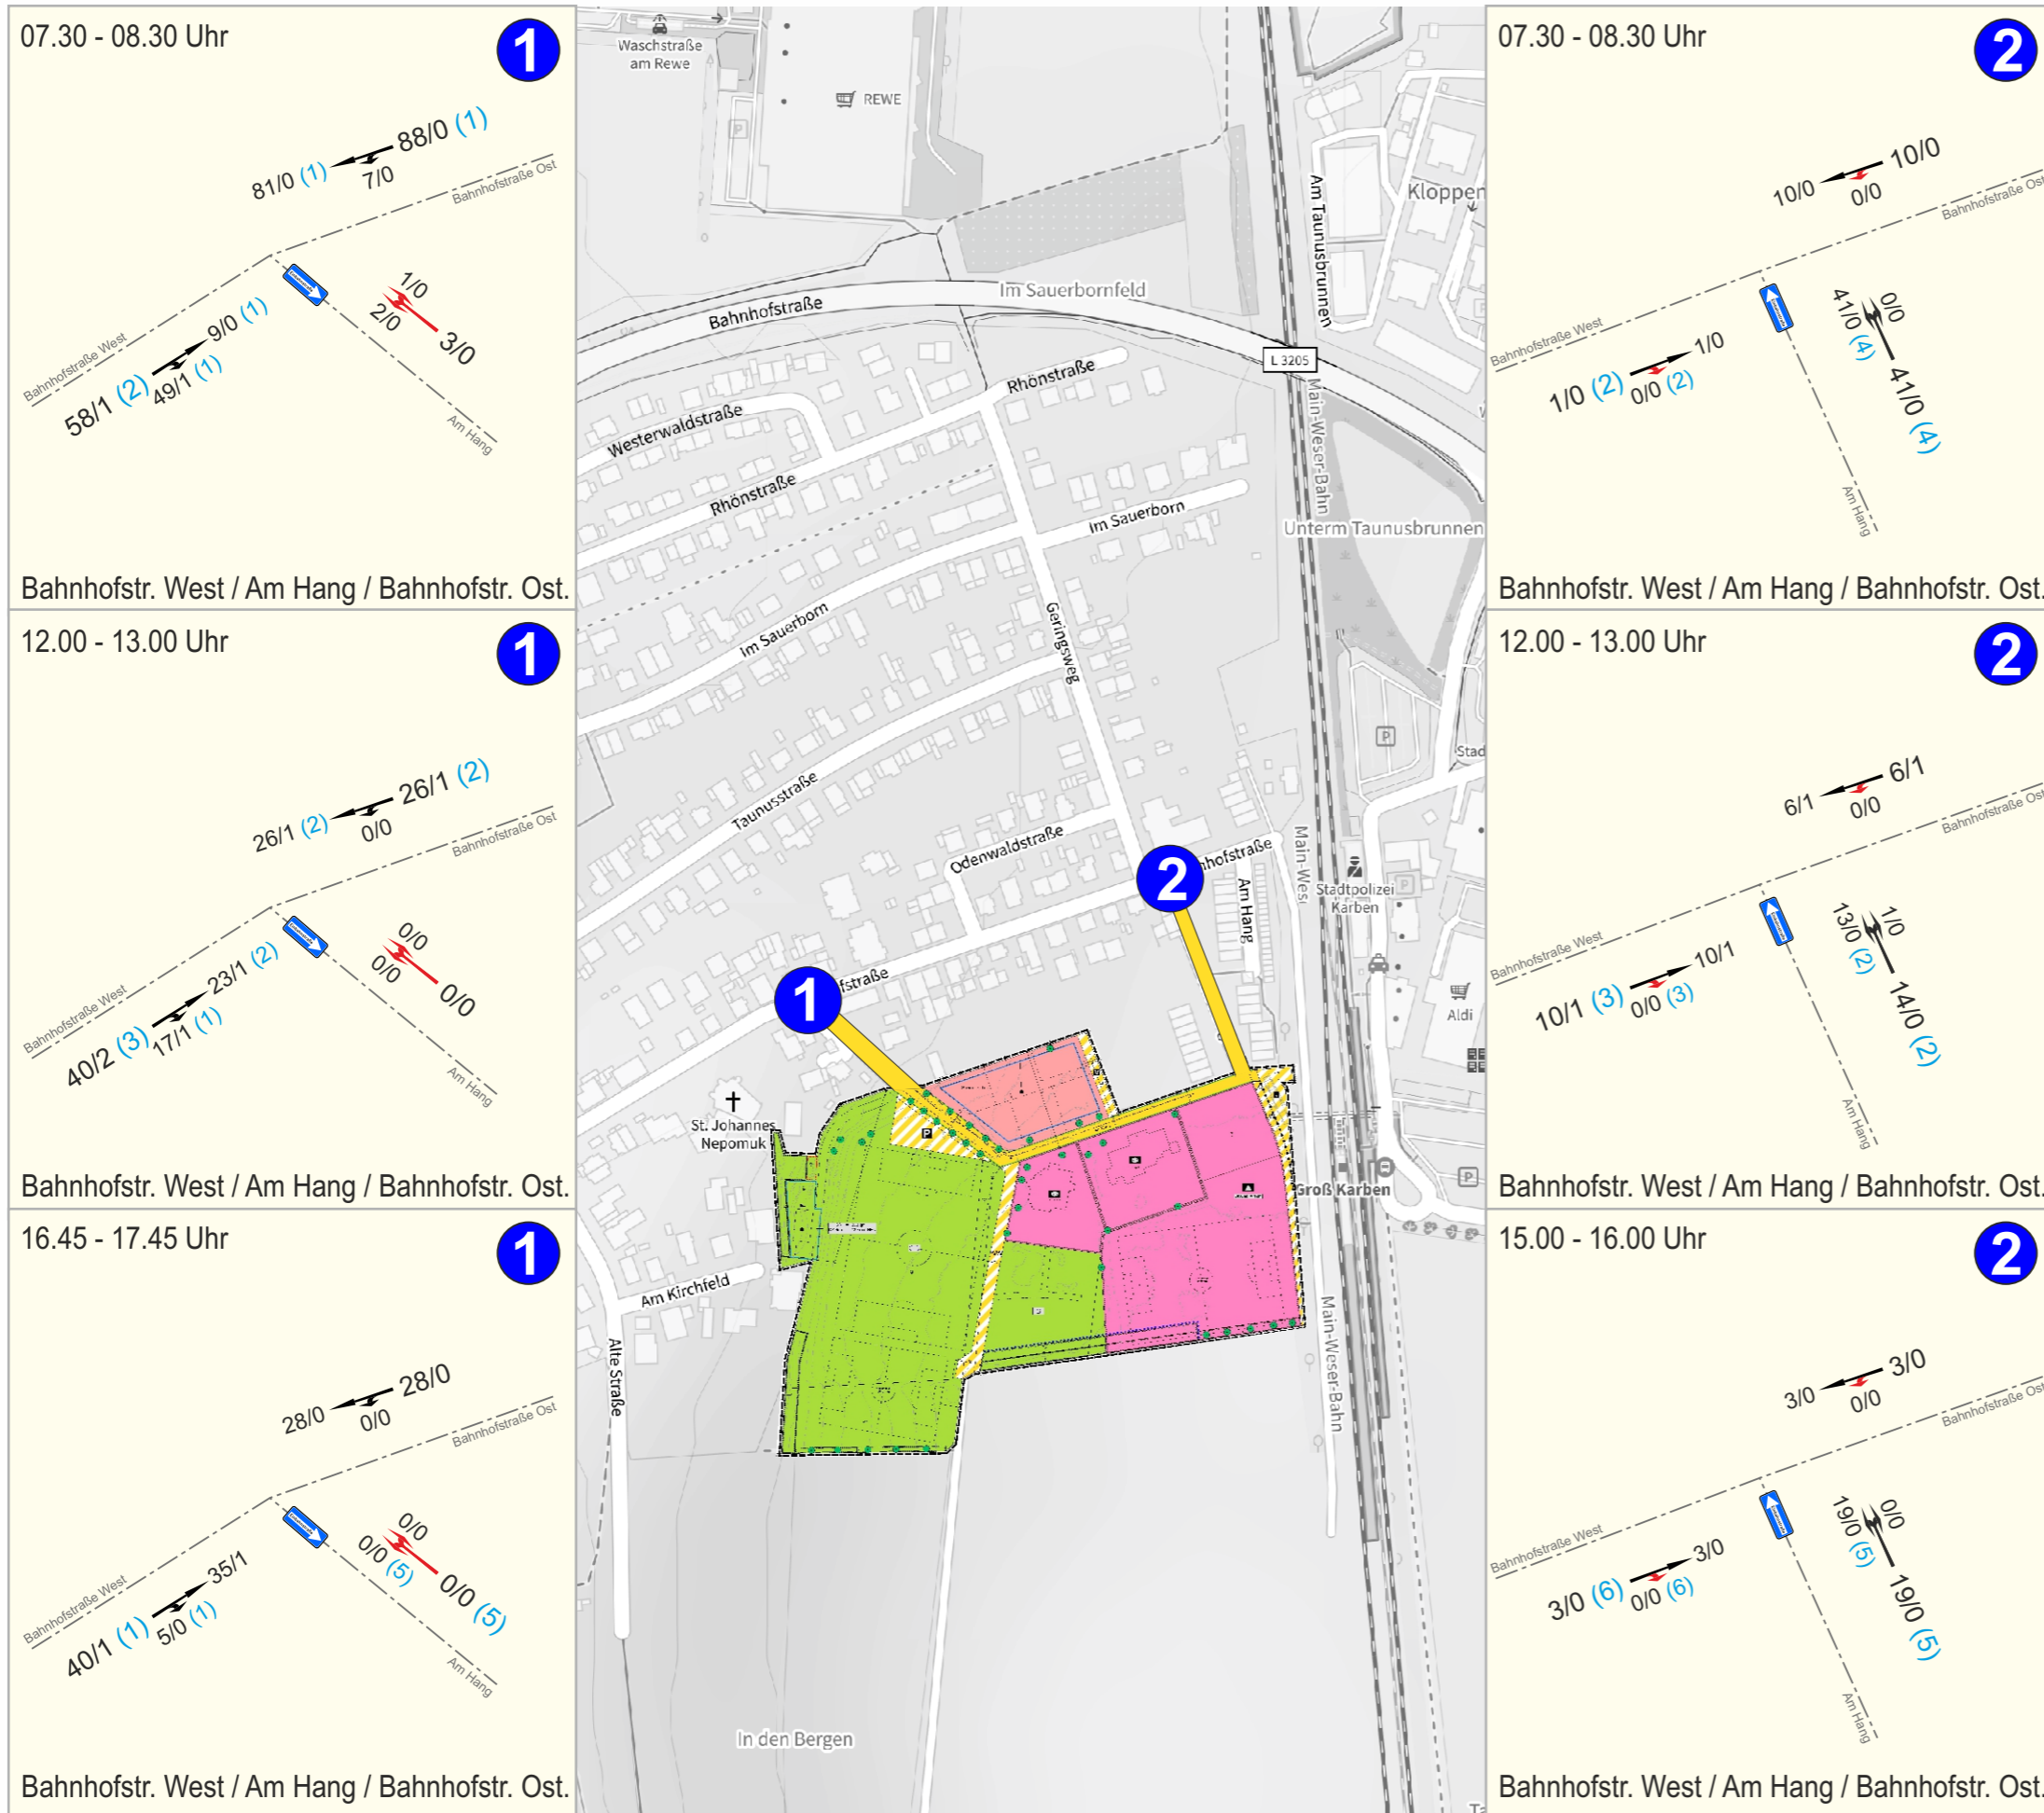 07.30 - 08.30 Uhr
1
88/0 (1)
81/0 (1)
7/0
Bahnhofstraße Ost
Bahnhofstraße West
9/0 (1)
58/1 (2)
49/1 (1)
1/0
2/0
3/0
Am Hang
Bahnhofstr. West / Am Hang / Bahnhofstr. Ost.
12.00 - 13.00 Uhr
1
26/1 (2)
26/1 (2)
0/0
Bahnhofstraße Ost
Bahnhofstraße West
23/1 (2)
40/2 (3)
17/1 (1)
0/0
0/0
0/0
Am Hang
Bahnhofstr. West / Am Hang / Bahnhofstr. Ost.
16.45 - 17.45 Uhr
1
28/0
28/0
0/0
Bahnhofstraße Ost
Bahnhofstraße West
35/1
40/1 (1)
5/0 (1)
0/0
0/0 (5)
0/0 (5)
Am Hang
Bahnhofstr. West / Am Hang / Bahnhofstr. Ost.
Waschstraße
am Rewe
REWE
P
Am Taunusbrunnen
Kloppen
Im Sauerbornfeld
Bahnhofstraße
L 3205
Rhönstraße
Main-Weser-Bahn
Westerwaldstraße
Rhönstraße
Im Sauerborn
Unterm Taunusbrunnen
Im Sauerborn
Geringsweg
P
Stad
Taunusstraße
Odenwaldstraße
2
hnhofstraße
Main-Wes
Am Hang
Stadtpolizei
Karben
P
1
fstraße
Aldi
St. Johannes
Nepomuk
P
Groß Karben
P
Am Kirchfeld
Alte Straße
Main-Weser-Bahn
In den Bergen
Ta
07.30 - 08.30 Uhr
2
10/0
10/0
0/0
Bahnhofstraße Ost
Bahnhofstraße West
1/0
1/0 (2)
0/0 (2)
0/0
41/0 (4)
41/0 (4)
Am Hang
Bahnhofstr. West / Am Hang / Bahnhofstr. Ost.
12.00 - 13.00 Uhr
2
6/1
6/1
0/0
Bahnhofstraße Ost
Bahnhofstraße West
10/1
10/1 (3)
0/0 (3)
1/0
13/0 (2)
14/0 (2)
Am Hang
Bahnhofstr. West / Am Hang / Bahnhofstr. Ost.
15.00 - 16.00 Uhr
2
3/0
3/0
0/0
Bahnhofstraße Ost
Bahnhofstraße West
3/0
3/0 (6)
0/0 (6)
0/0
19/0 (5)
19/0 (5)
Am Hang
Bahnhofstr. West / Am Hang / Bahnhofstr. Ost.